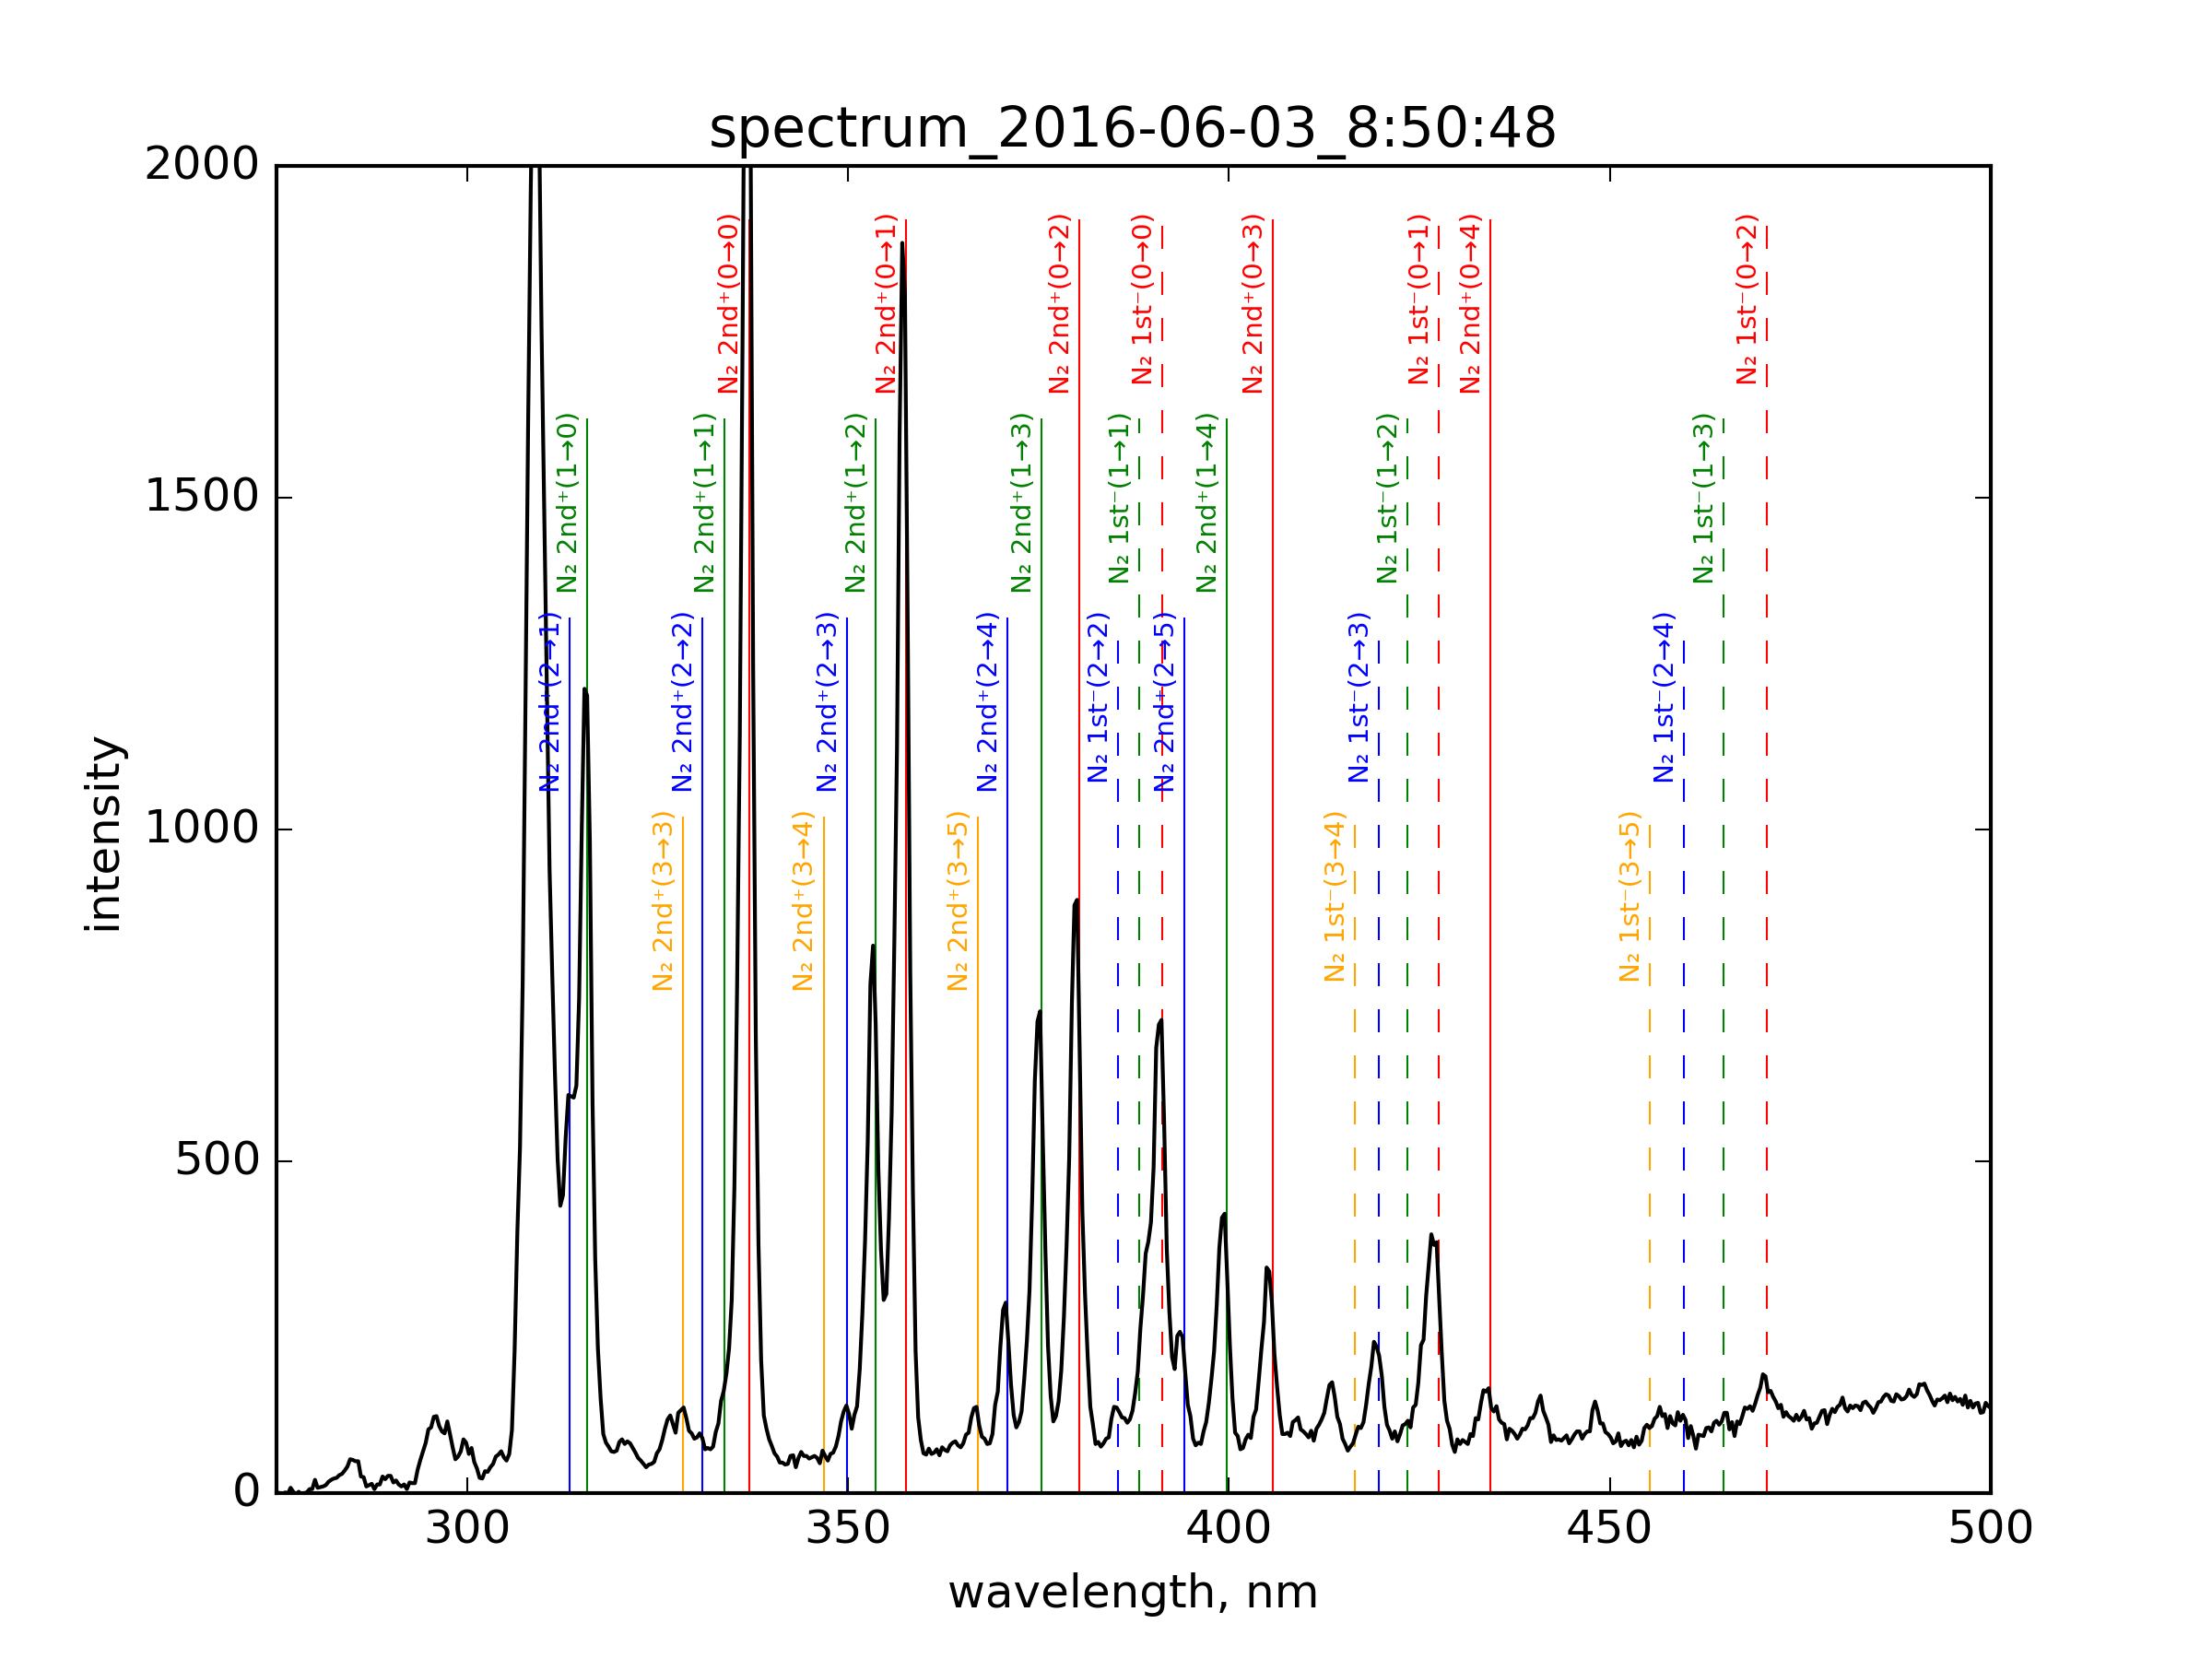 spectrum_2016-06-03_8:50:48
2000
1500
1000
500
0
intensity
N₂ 2nd⁺(0→0)
N₂ 2nd⁺(0→1)
N₂ 2nd⁺(0→2)
N₂ 1st⁻(0→0)
N₂ 2nd⁺(0→3)
N₂ 1st⁻(0→1)
N₂ 2nd⁺(0→4)
N₂ 1st⁻(0→2)
N₂ 2nd⁺(1→0)
N₂ 2nd⁺(1→1)
N₂ 2nd⁺(1→2)
N₂ 2nd⁺(1→3)
N₂ 1st⁻(1→1)
N₂ 2nd⁺(1→4)
N₂ 1st⁻(1→2)
N₂ 1st⁻(1→3)
N₂ 2nd⁺(2→1)
N₂ 2nd⁺(2→2)
N₂ 2nd⁺(2→3)
N₂ 2nd⁺(2→4)
N₂ 1st⁻(2→2)
N₂ 2nd⁺(2→5)
N₂ 1st⁻(2→3)
N₂ 1st⁻(2→4)
N₂ 2nd⁺(3→3)
N₂ 2nd⁺(3→4)
N₂ 2nd⁺(3→5)
N₂ 1st⁻(3→4)
N₂ 1st⁻(3→5)
300
350
400
450
500
wavelength, nm